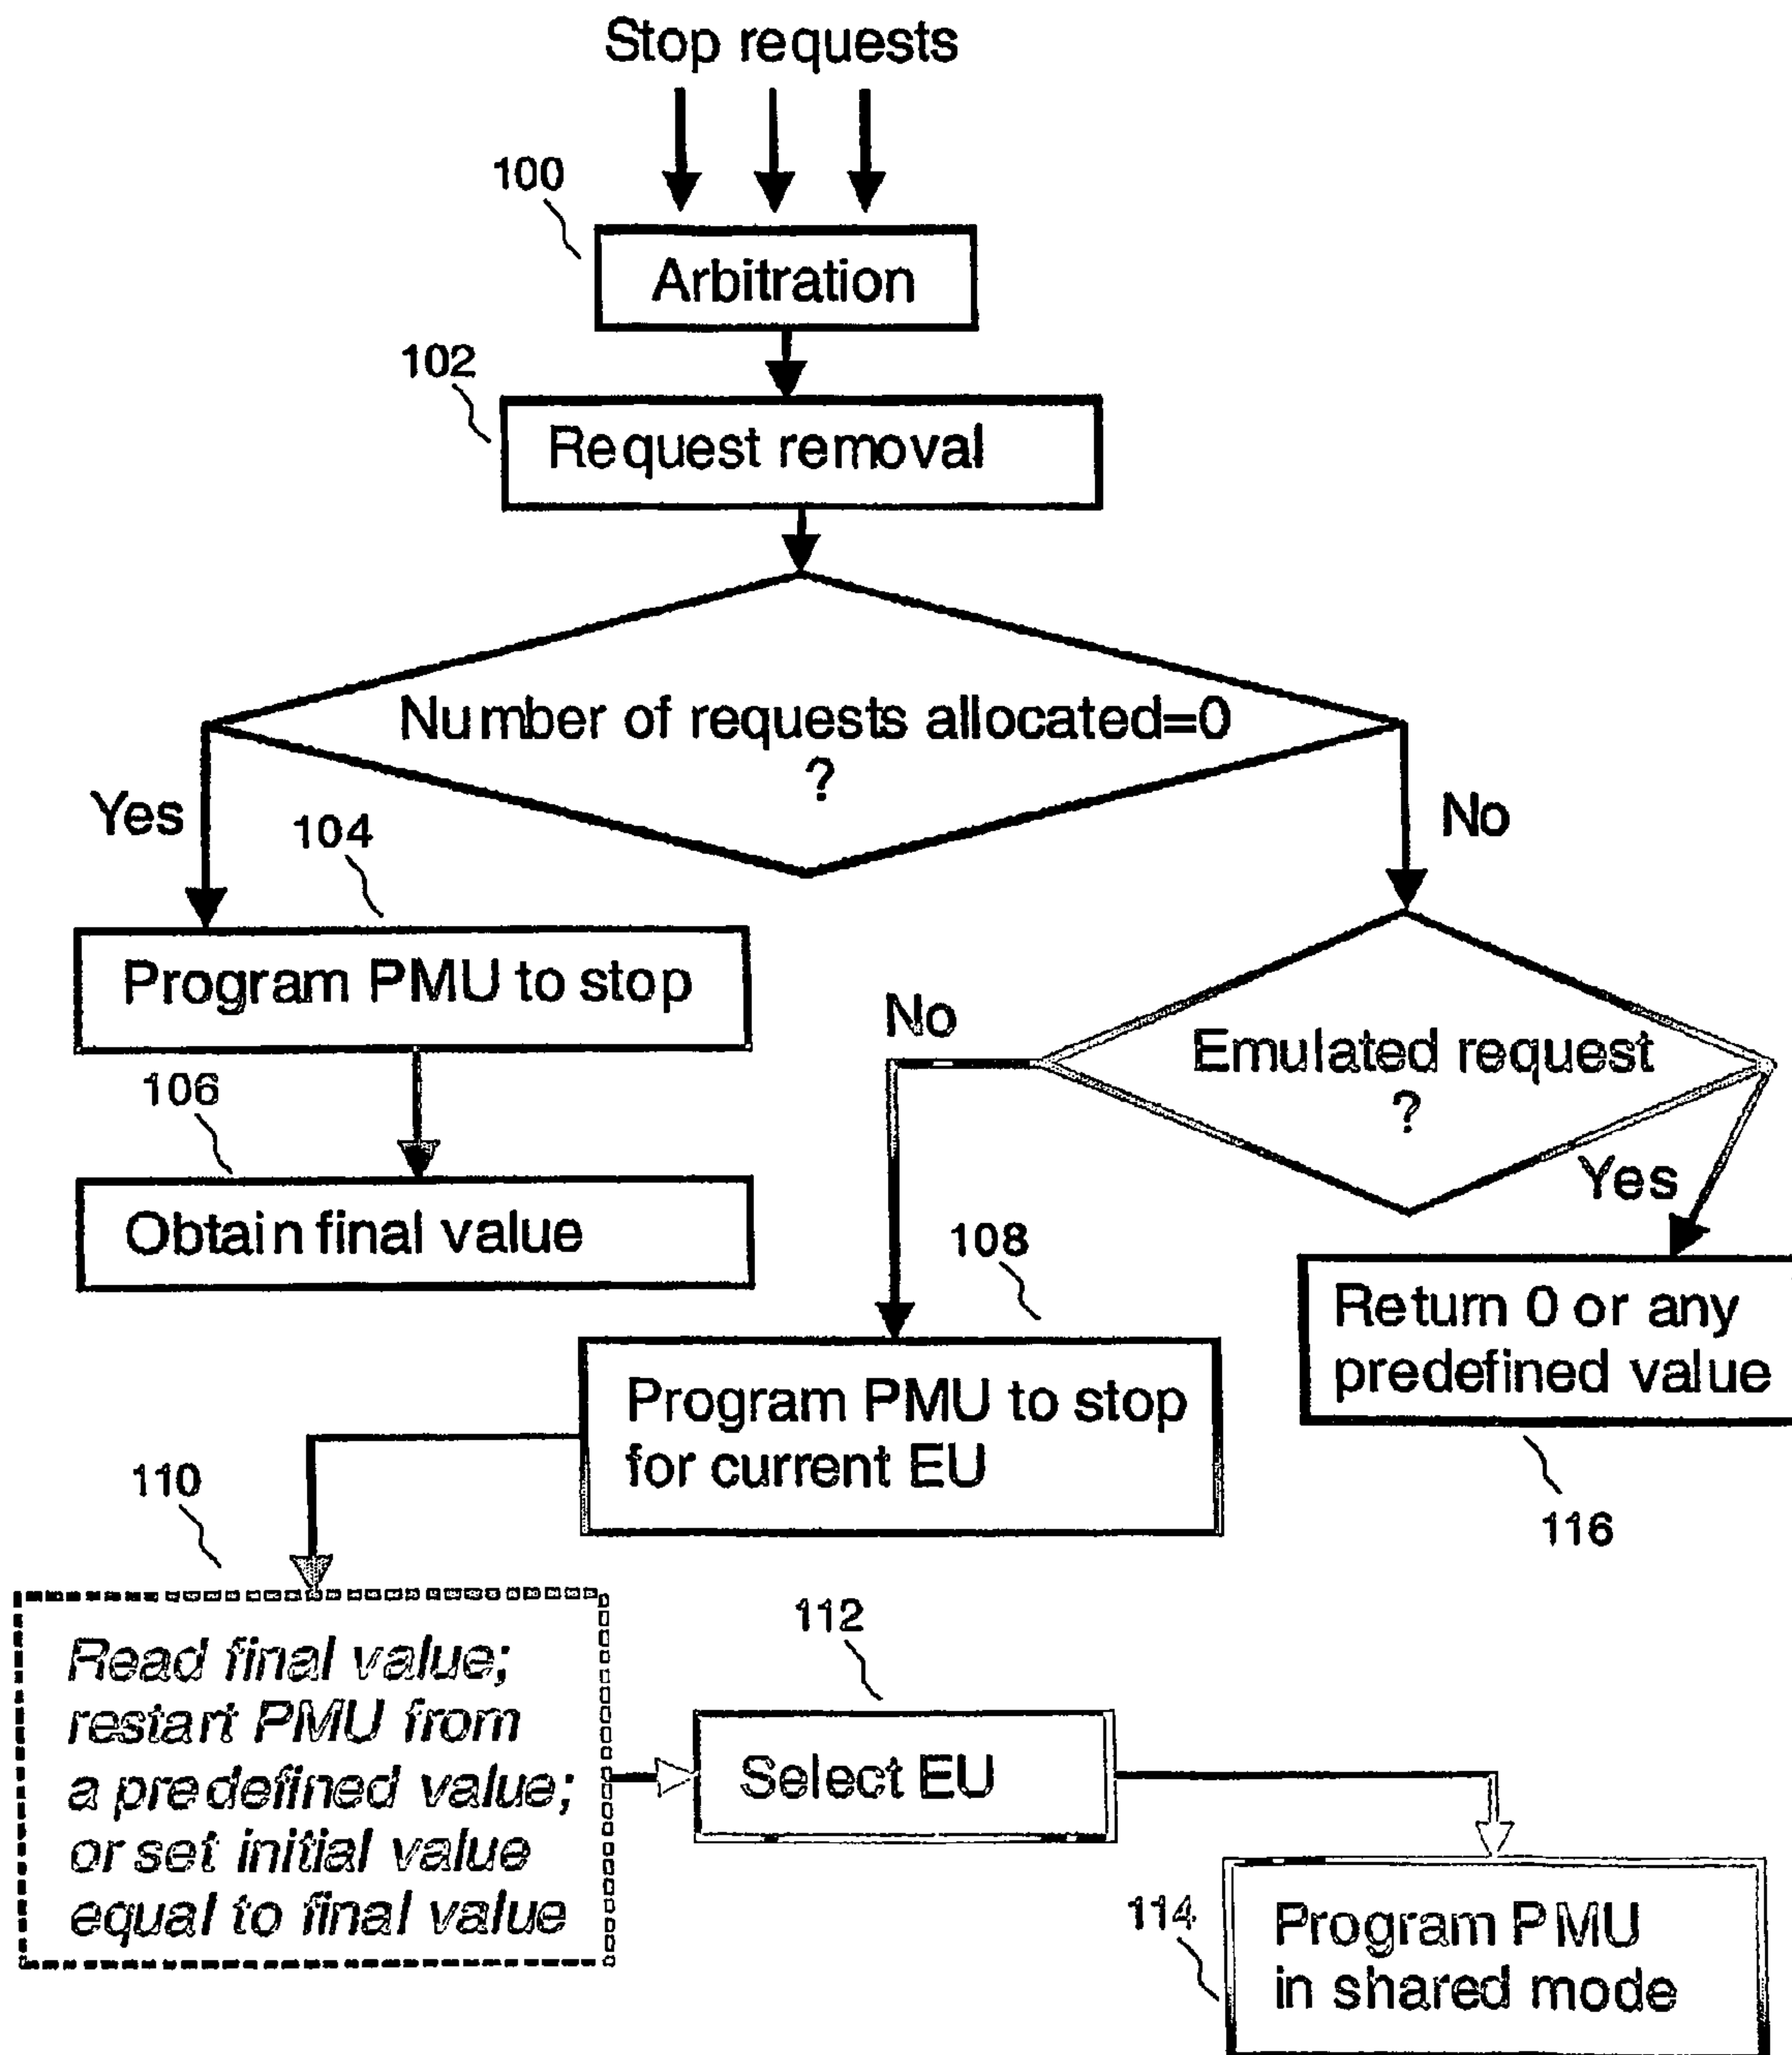 Stop requests
100
Arbitration
102
Request removal
Number of requests allocated=0
?
Yes
No
104
Program PMU to stop
No
Emulated request
?
Yes
106
Obtain final value
108
Return 0 or any
predefined value
Program PMU to stop
for current EU
116
110
Read final value;
restart PMU from
a predefined value;
or set initial value
equal to final value
112
Select EU
114
Program PMU
in shared mode